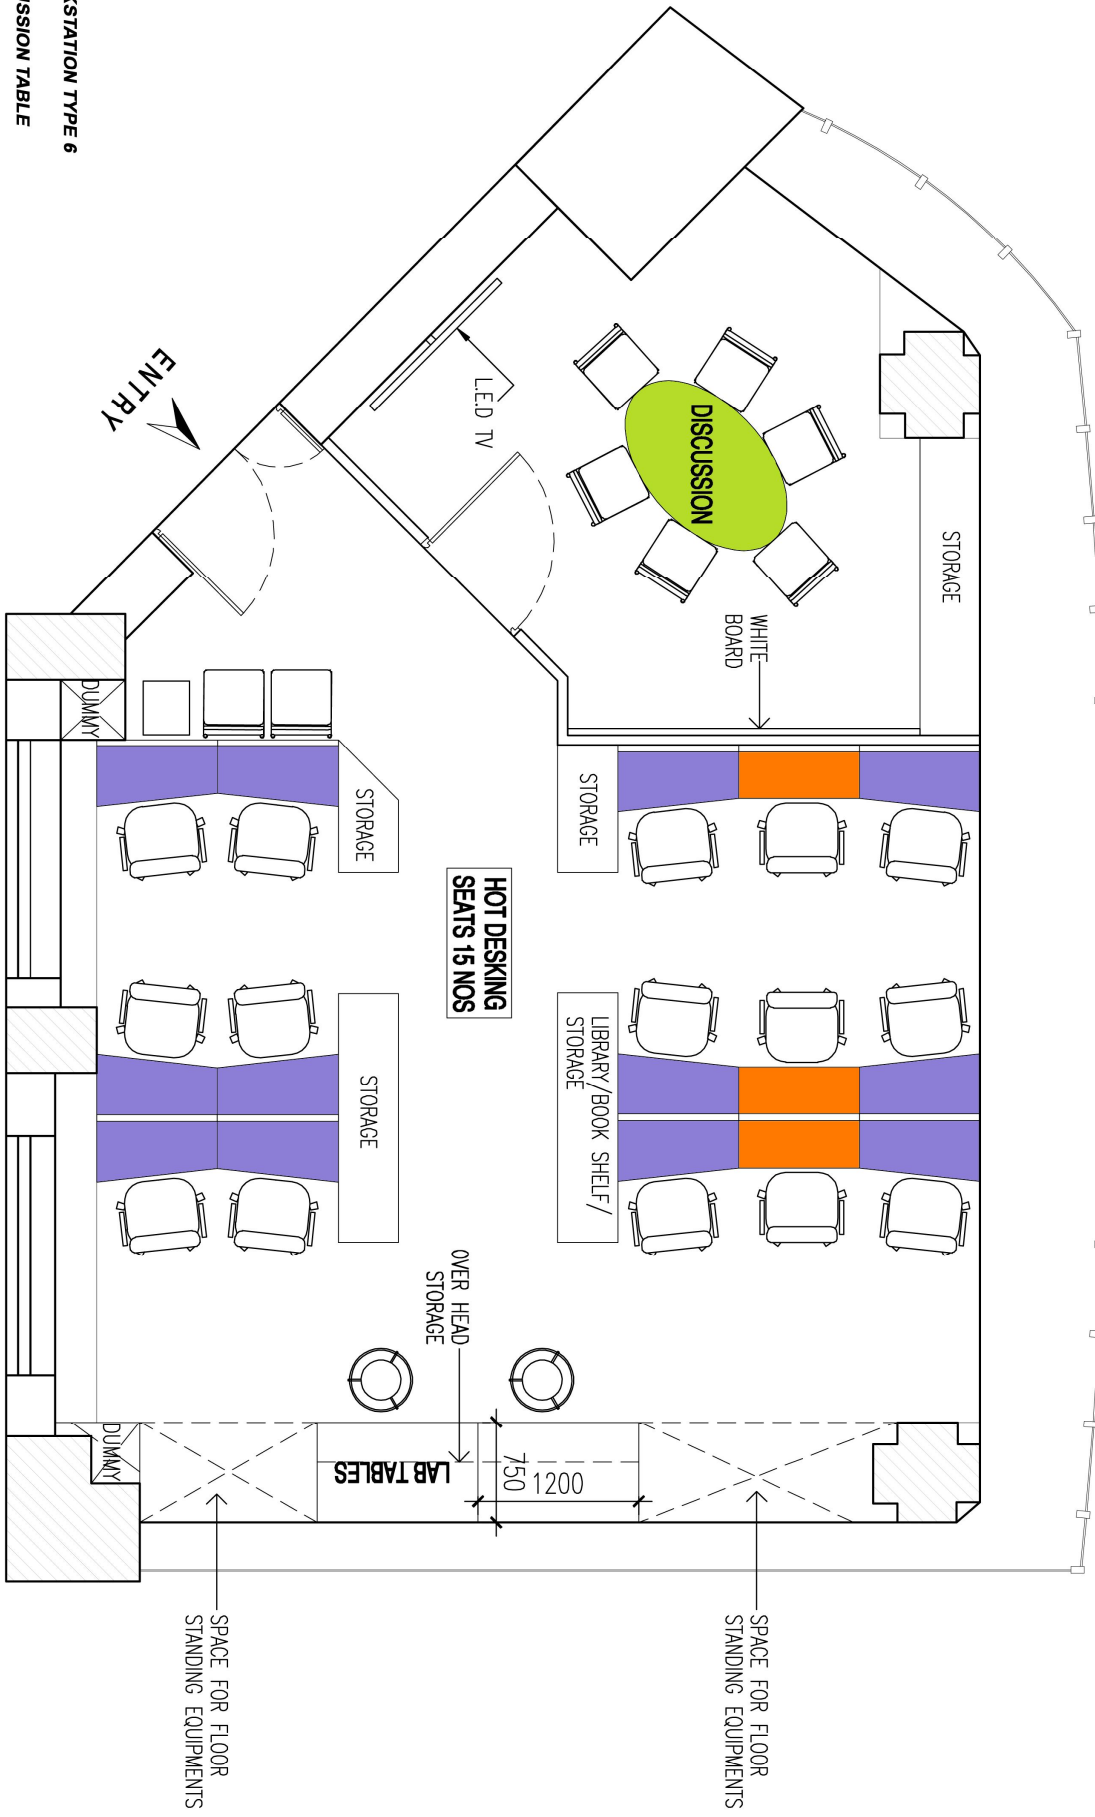 KSTATION TYPE 6
SSION TABLE
ENTRY
L.E.D TV
DISCUSSION
STORAGE
WHITE
BOARD
DUMMY
STORAGE
STORAGE
HOT DESKING
SEATS 15 NOS
STORAGE
LIBRARY/BOOK SHELF/
STORAGE
OVER HEAD
STORAGE
DUMMY
LAB TABLES
750
1200
SPACE FOR FLOOR
STANDING EQUIPMENTS
SPACE FOR FLOOR
STANDING EQUIPMENTS